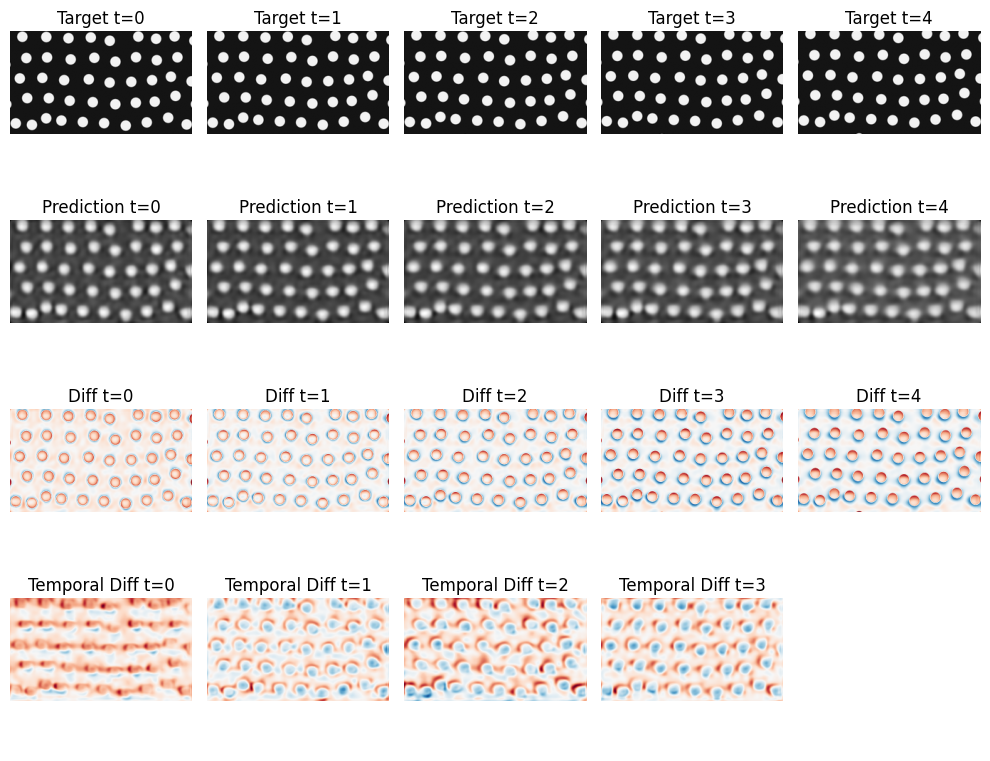 Target t=0 Target t=1 Target t=2 Target t=3 Target t=4
Prediction t=0 Prediction t=1 Prediction t=2 Prediction t=3 Prediction t=4
Diff t=0 Diff t=1 Diff t=2 Diff t=3 Diff t=4
Temporal Diff t=0 Temporal Diff t=1 Temporal Diff t=2 Temporal Diff t=3